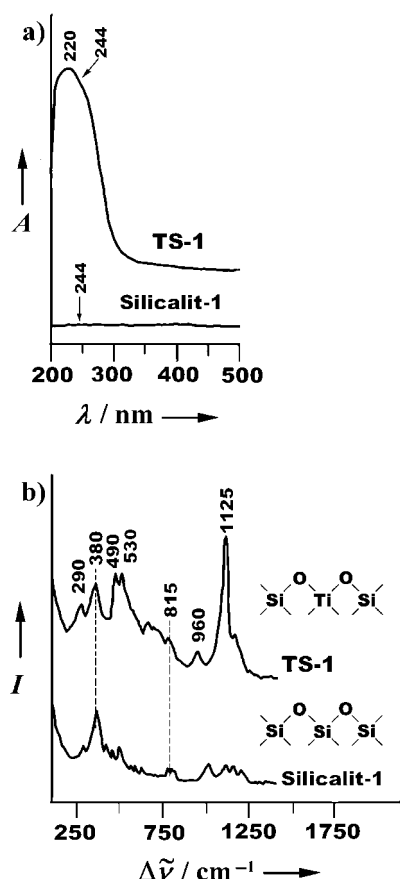 a)
220
244
A
TS-1
244
Silicalit-1
200 300 400 500
λ / nm
b)
290
380
490
530
815
960
1125
O O
Si Ti Si
I
TS-1
O O
Si Si Si
Silicalit-1
250 750 1250 1750
Δν̃ / cm⁻¹